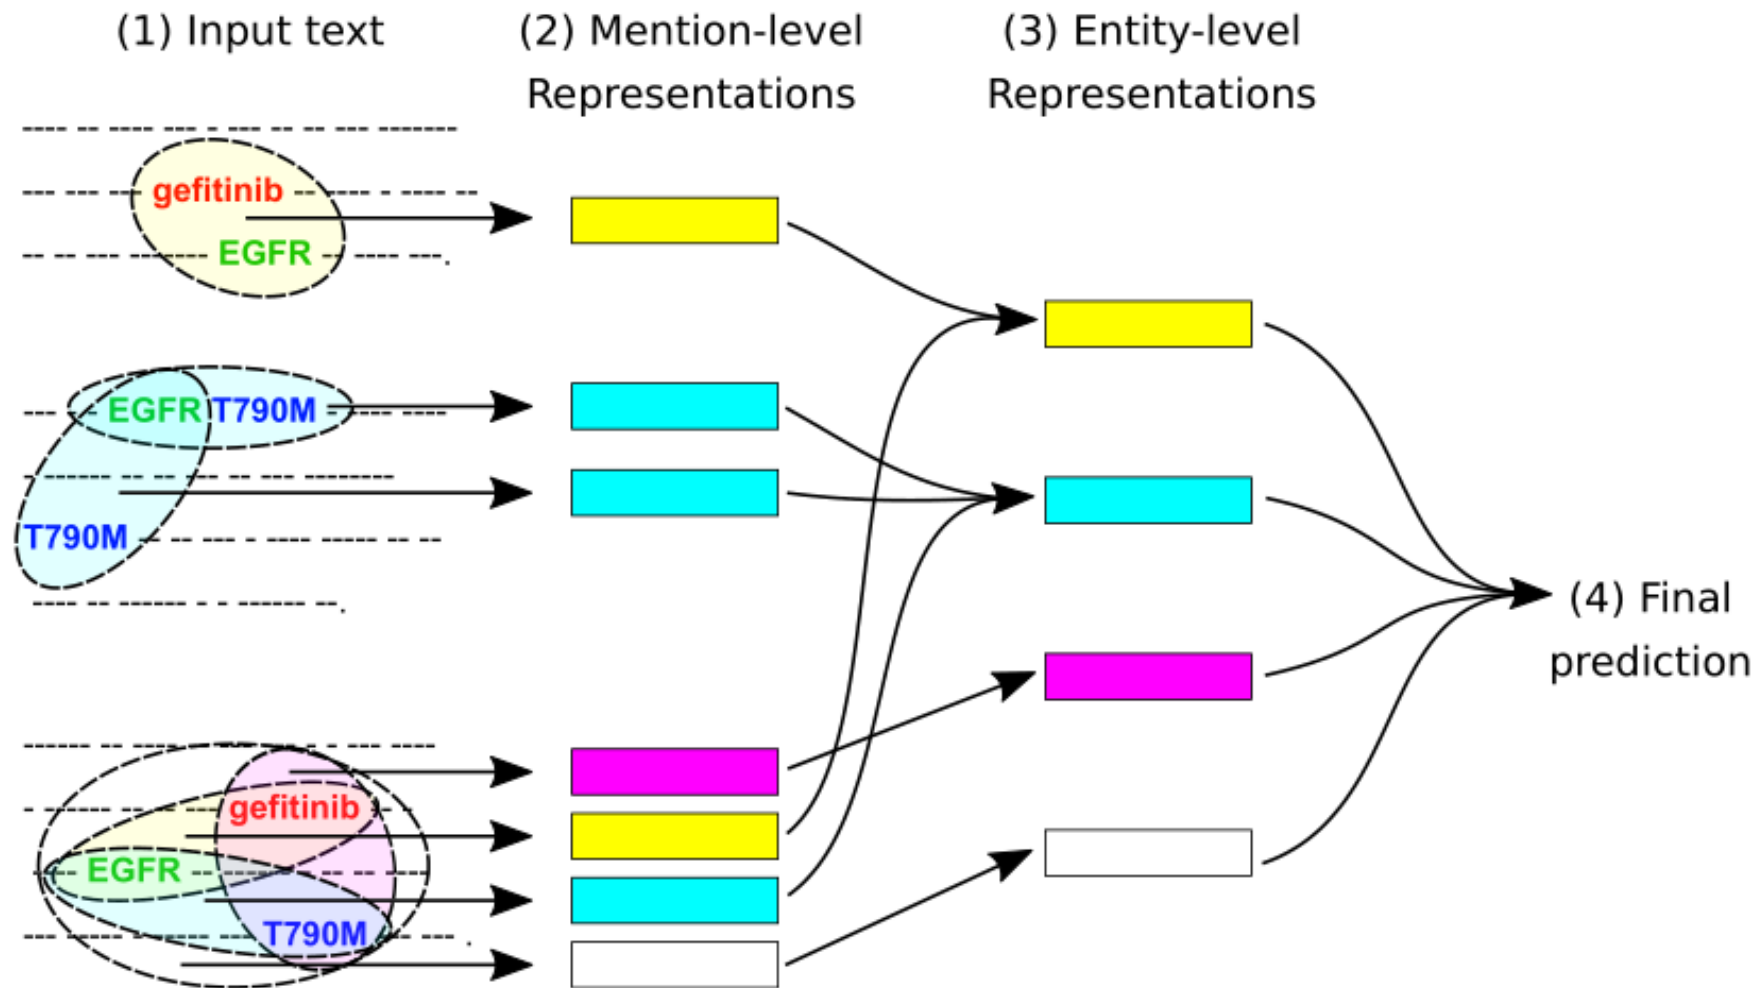 (1) Input text
(2) Mention-level
Representations
(3) Entity-level
Representations
gefitinib
EGFR
EGFR T790M
T790M
gefitinib
EGFR
T790M
(4) Final
prediction